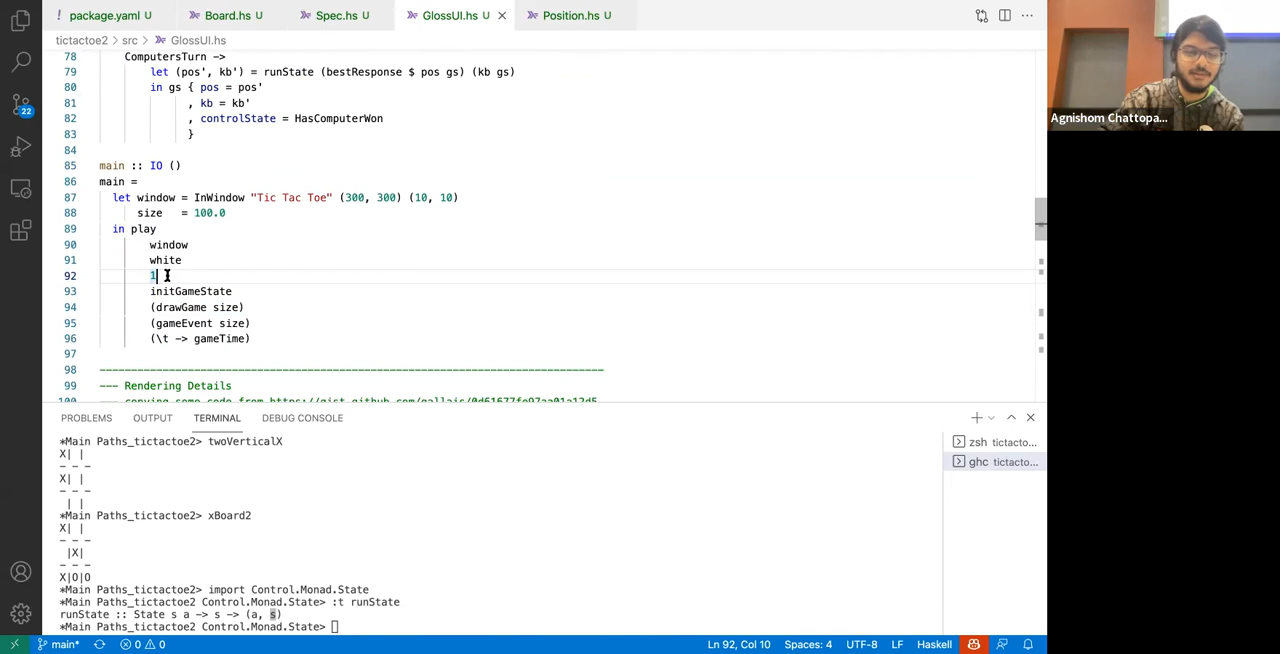 package.yaml U
Board.hs U
Spec.hs U
GlossUI.hs U
Position.hs U
tictactoe2 > src > GlossUI.hs
78 ComputersTurn ->
79 let (pos', kb') = runState (bestResponse $ pos gs) (kb gs)
80 in gs { pos = pos'
81 , kb = kb'
82 , controlState = HasComputerWon
83 }
84
85 main :: IO ()
86 main =
87 let window = InWindow "Tic Tac Toe" (300, 300) (10, 10)
88 size = 100.0
89 in play
90 window
91 white
92 1
93 initGameState
94 (drawGame size)
95 (gameEvent size)
96 (\t -> gameTime)
97
98 --------------------------------------------------------------------------------
99 --- Rendering Details
Agnishom Chattopa...
22
PROBLEMS OUTPUT TERMINAL DEBUG CONSOLE
*Main Paths_tictactoe2> twoVerticalX
X| |
- - -
X| |
- - -
| |
*Main Paths_tictactoe2> xBoard2
X| |
- - -
|X|
- - -
X|O|O
*Main Paths_tictactoe2> import Control.Monad.State
*Main Paths_tictactoe2 Control.Monad.State> :t runState
runState :: State s a -> s -> (a, s)
*Main Paths_tictactoe2 Control.Monad.State>
zsh tictacto...
ghc tictacto...
main* 0 0 Ln 92, Col 10 Spaces: 4 UTF-8 LF Haskell